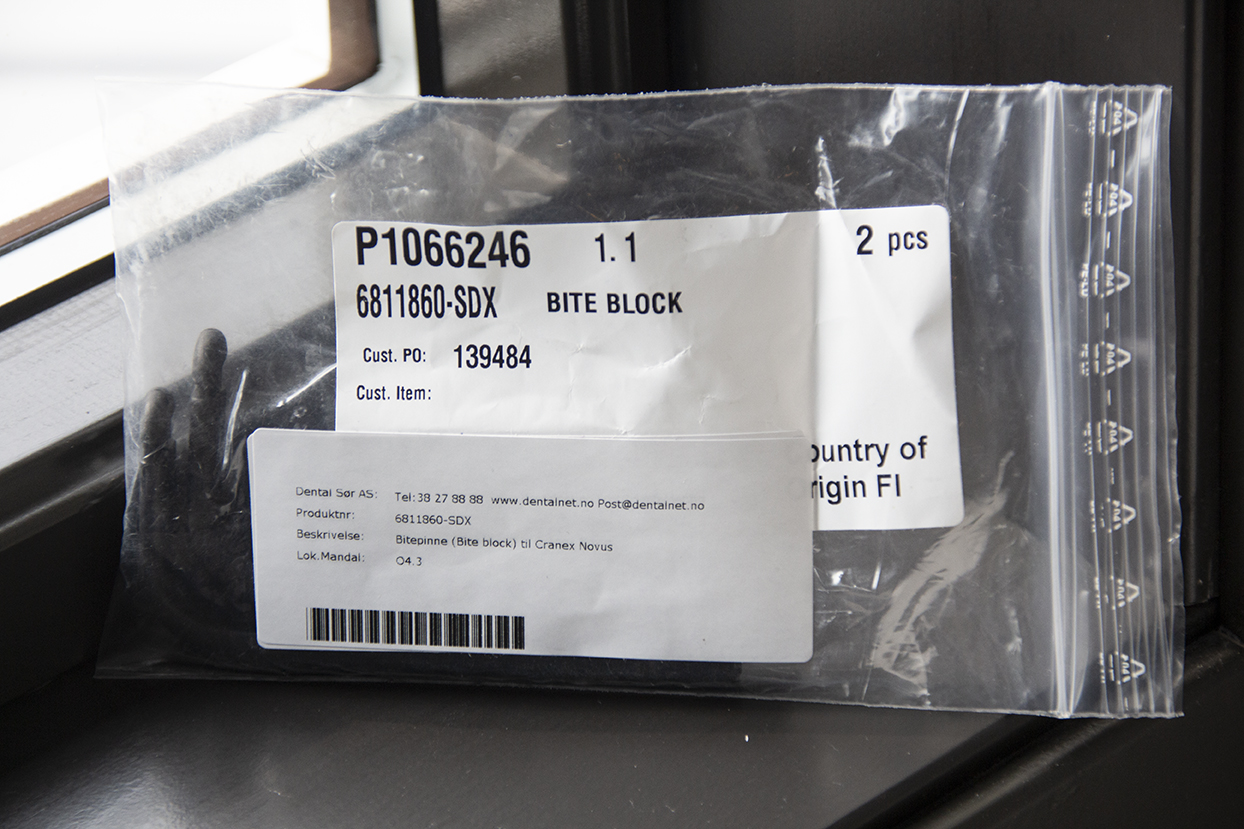 P1066246 1.1 2 pcs
6811860-SDX BITE BLOCK
Cust. PO: 139484
Cust. Item:
ountry of
rigin FI
Dental Sør AS: Tel: 38 27 88 88 www.dentalnet.no Post@dentalnet.no
Produktnr: 6811860-SDX
Beskrivelse: Bitepinne (Bite block) til Cranex Novus
Lok.Mandal: O4.3